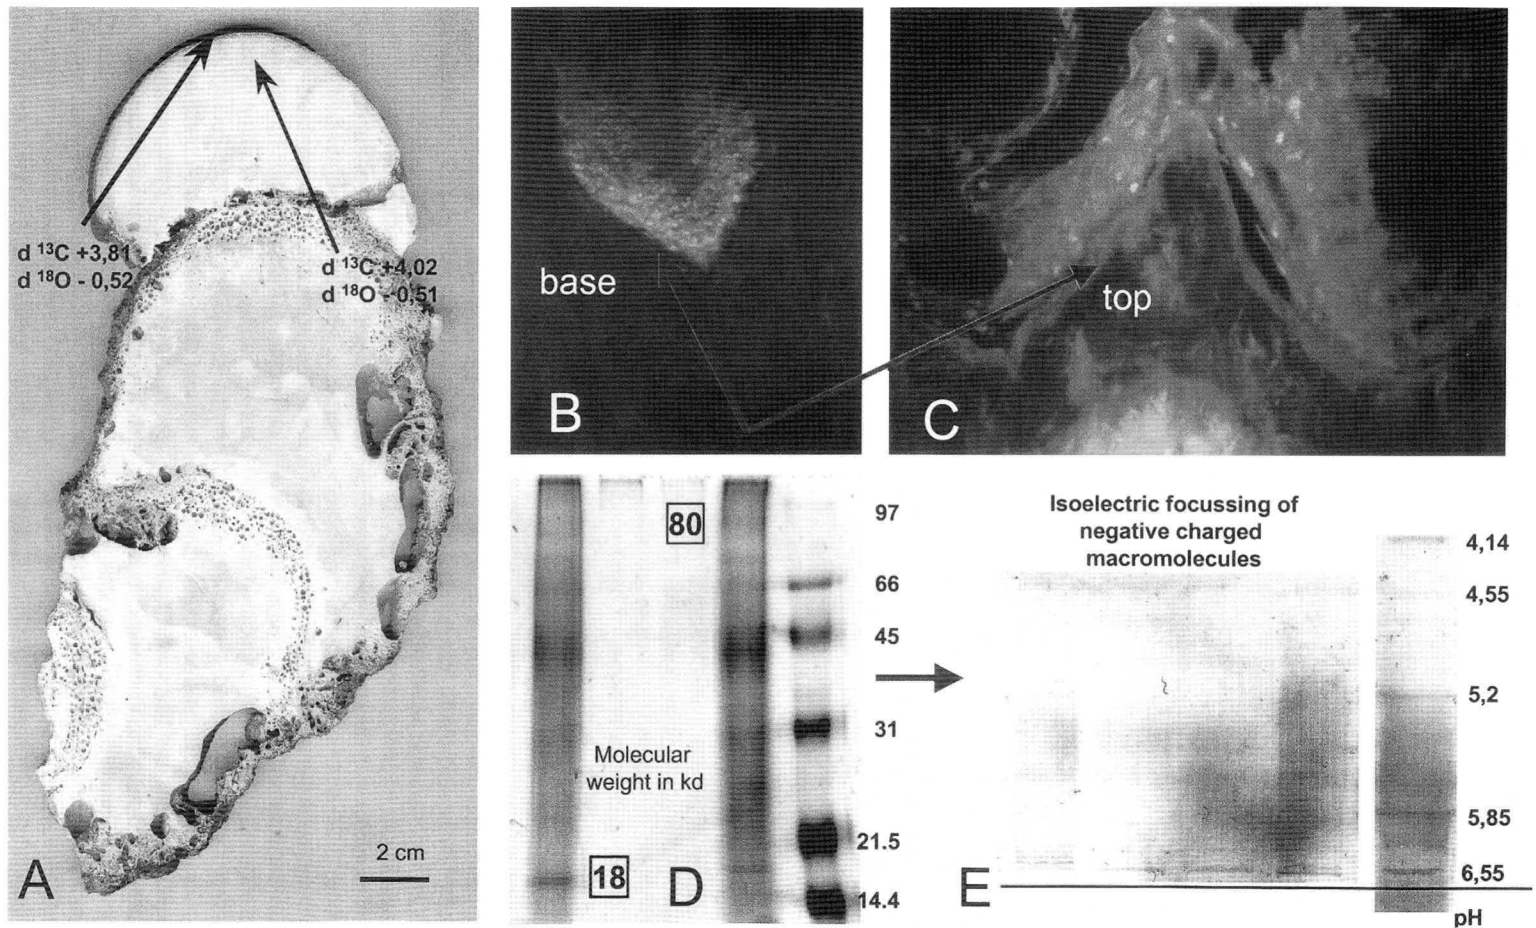 d ¹³C +3,81
d ¹⁸O - 0,52
d ¹³C +4,02
d ¹⁸O - 0,51
2 cm
A
base
B
top
C
80
97
66
45
31
21.5
14.4
Molecular
weight in kd
18
D
Isoelectric focussing of
negative charged
macromolecules
4,14
4,55
5,2
5,85
6,55
pH
E